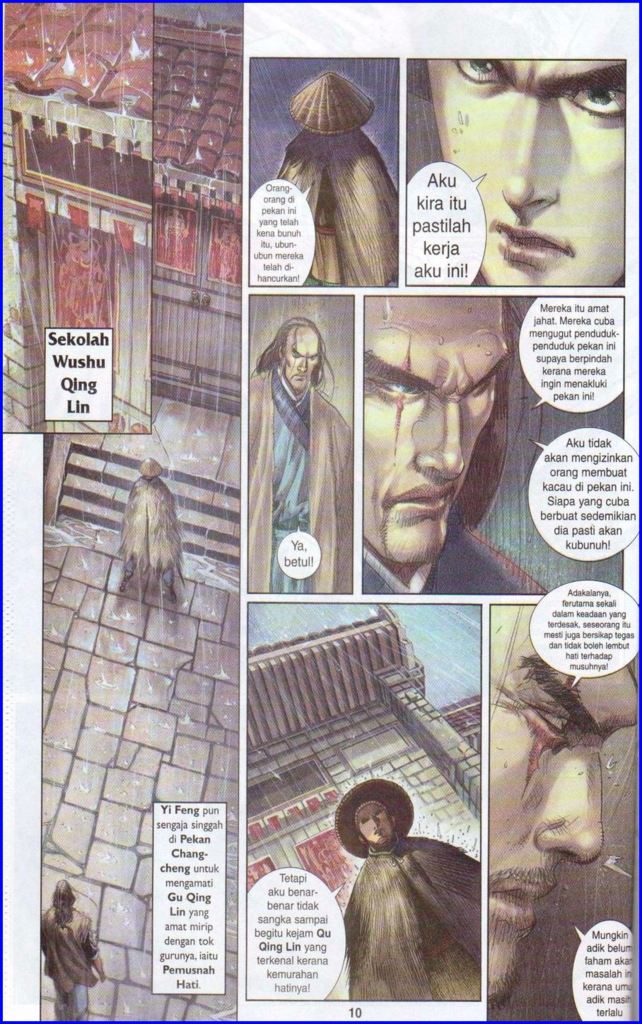 Sekolah
Wushu
Qing
Lin
Yi Feng pun
sengaja singgah
di Pekan
Chang-
cheng untuk
mengamati
Gu Qing
Lin yang
amat mirip
dengan tok
gurunya, iaitu
Pemusnah
Hati.
Orang-
orang di
pekan ini
yang telah
kena bunuh
itu, ubun-
ubun mereka
telah di-
hancurkan!
Aku
kira itu
pastilah
kerja
aku ini!
Ya,
betul!
Mereka itu amat
jahat. Mereka cuba
mengugut penduduk-
penduduk pekan ini
supaya berpindah
kerana mereka
ingin menakluki
pekan ini!
Aku tidak
akan mengizinkan
orang membuat
kacau di pekan ini.
Siapa yang cuba
berbuat sedemikian
dia pasti akan
kubunuh!
Tetapi
aku benar-
benar tidak
sangka sampai
begitu kejam Qu
Qing Lin yang
terkenal kerana
kemurahan
hatinya!
Adakalanya,
ferutama sekali
dalam keadaan yang
terdesak, seseorang itu
mesti juga bersikap tegas
dan tidak boleh lembut
hati terhadap
musuhnya!
Mungkin
adik belum
faham akan
masalah ini
kerana umu
adik masih
terlalu
10